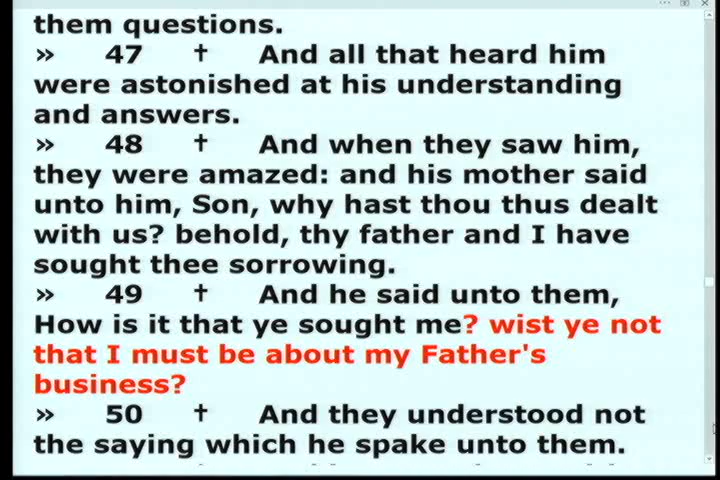 them questions.
» 47 ✝ And all that heard him
were astonished at his understanding
and answers.
» 48 ✝ And when they saw him,
they were amazed: and his mother said
unto him, Son, why hast thou thus dealt
with us? behold, thy father and I have
sought thee sorrowing.
» 49 ✝ And he said unto them,
How is it that ye sought me? wist ye not
that I must be about my Father's
business?
» 50 ✝ And they understood not
the saying which he spake unto them.